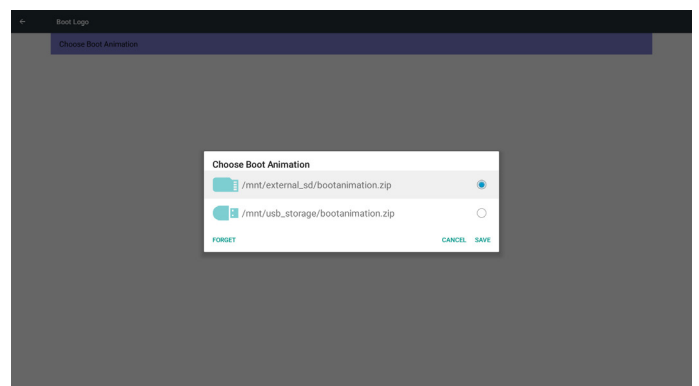 Boot Logo
Choose Boot Animation
Choose Boot Animation
/mnt/external_sd/bootanimation.zip
/mnt/usb_storage/bootanimation.zip
FORGET CANCEL SAVE